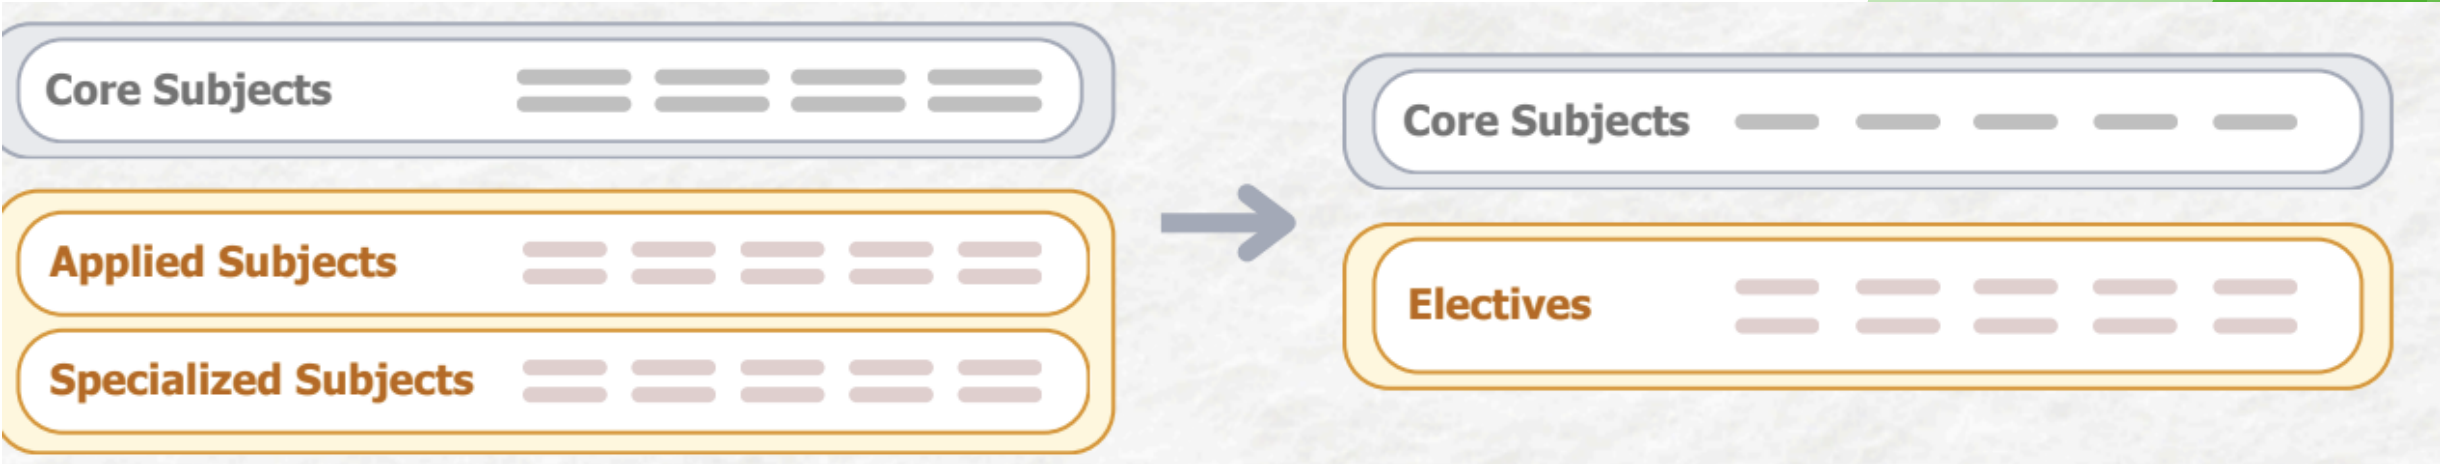 Core Subjects
Applied Subjects
Specialized Subjects
Core Subjects
Electives